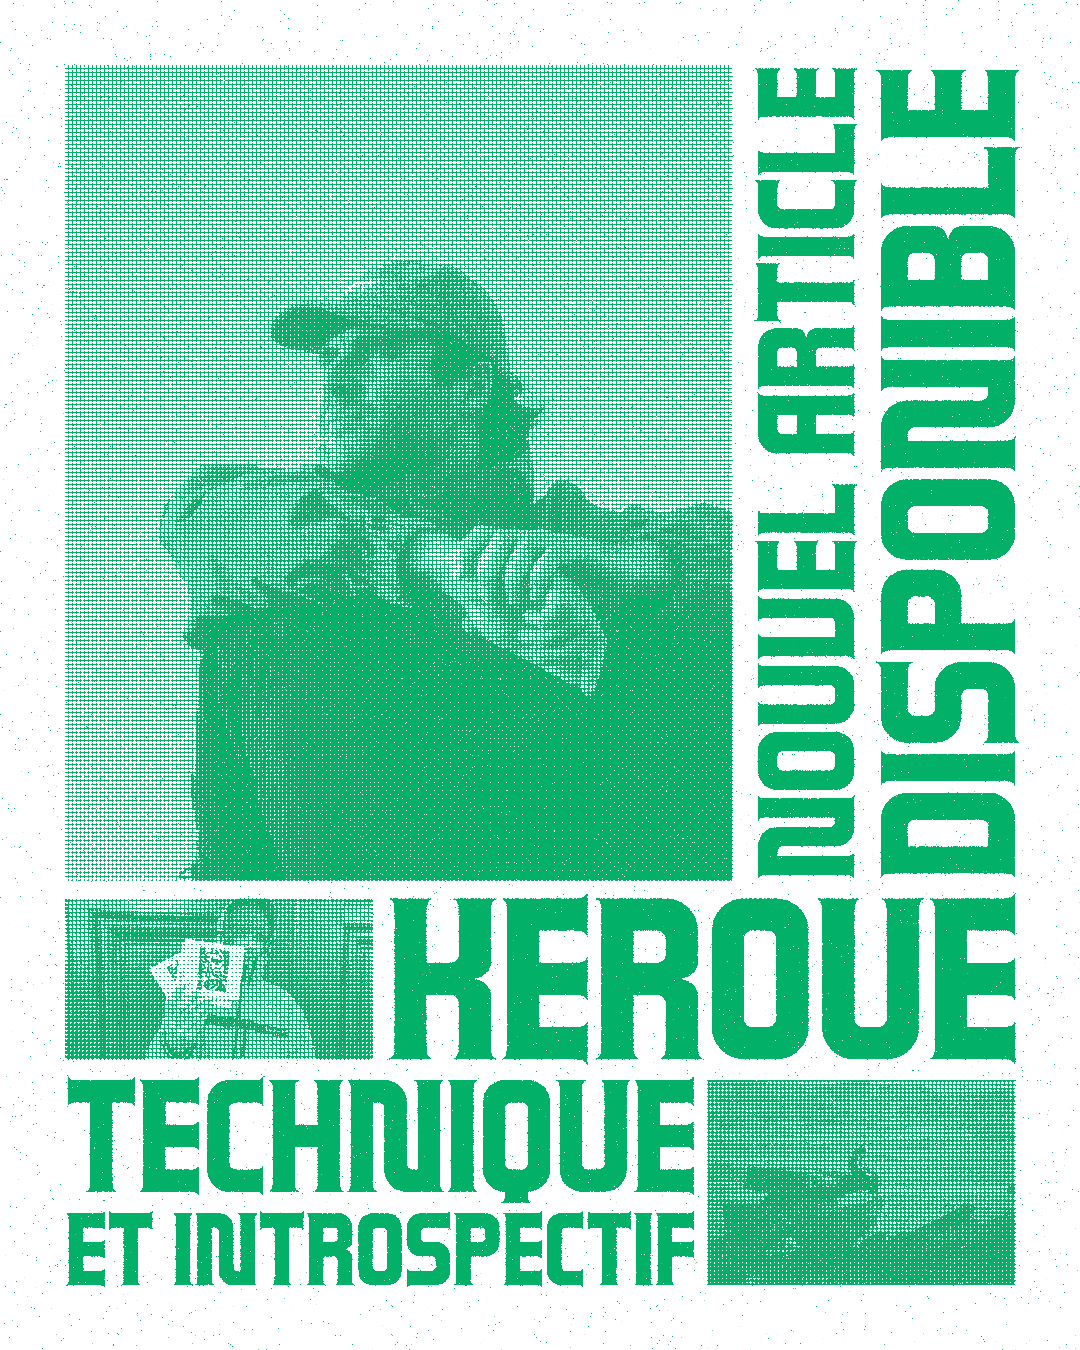 NOUVEL ARTICLE
DISPONIBLE
KEROUE
TECHNIQUE
ET INTROSPECTIF